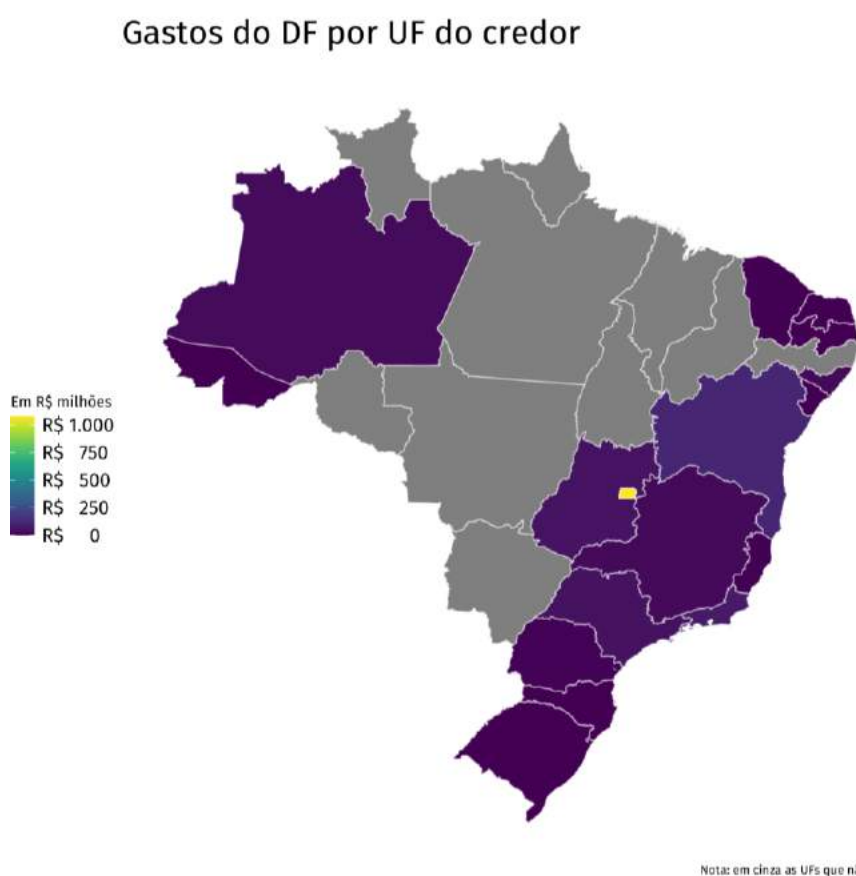 Gastos do DF por UF do credor
Em R$ milhões
R$ 1.000
R$ 750
R$ 500
R$ 250
R$ 0
Nota: em cinza as UFs que